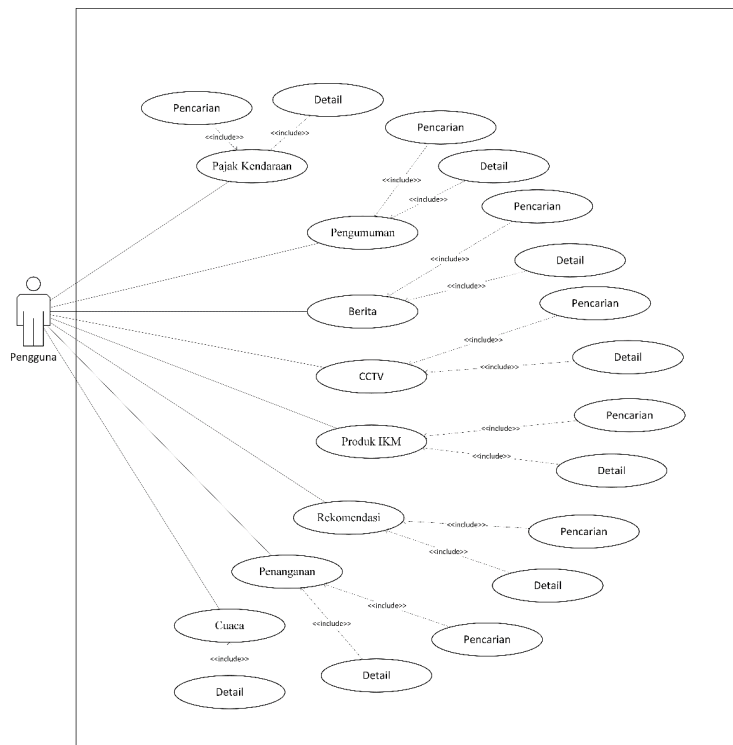 Pencarian
Detail
<<include>>
<<include>>
Pajak Kendaraan
Pencarian
<<include>>
Detail
<<include>>
Pengumuman
Pencarian
<<include>>
Detail
<<include>>
Berita
Pencarian
<<include>>
Detail
<<include>>
CCTV
Pengguna
Pencarian
<<include>>
Produk IKM
<<include>>
Detail
Rekomendasi
<<include>>
Pencarian
<<include>>
Detail
Penanganan
<<include>>
Pencarian
<<include>>
Detail
Cuaca
<<include>>
Detail